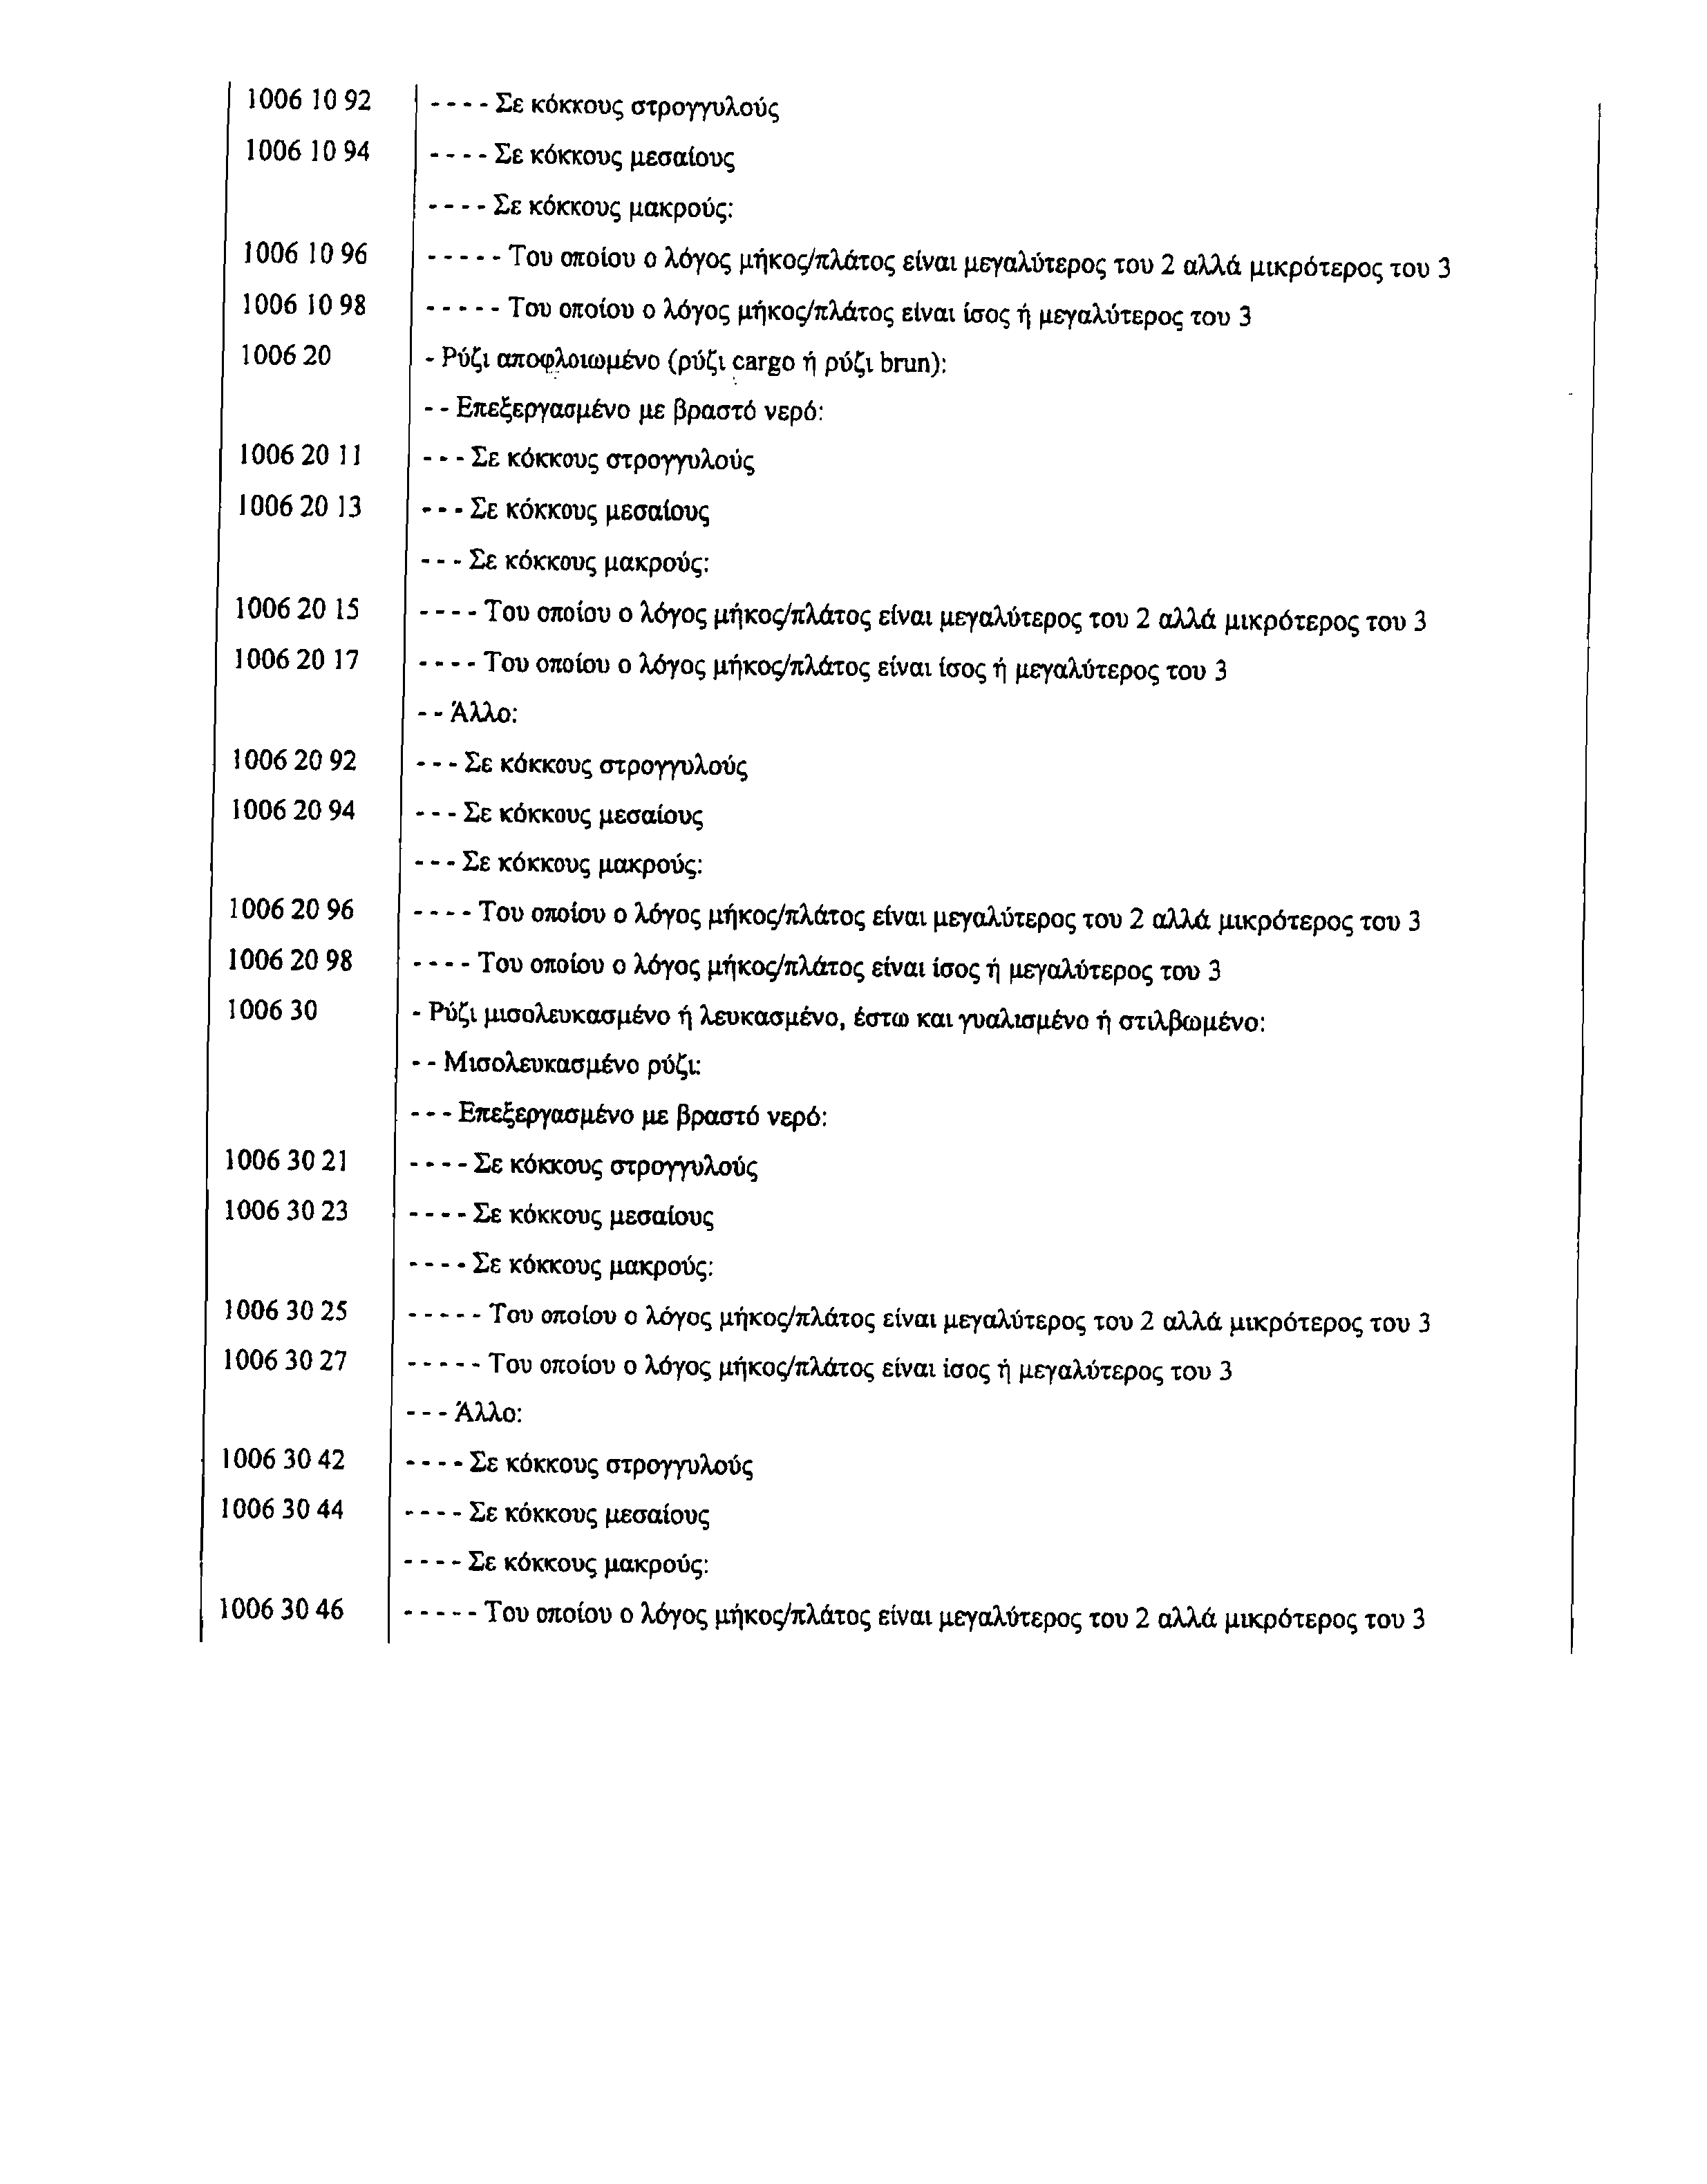 1006 10 92 - - - - Σε κόκκους στρογγυλούς
1006 10 94 - - - - Σε κόκκους μεσαίους
- - - - Σε κόκκους μακρούς:
1006 10 96 - - - - - Του οποίου ο λόγος μήκος/πλάτος είναι μεγαλύτερος του 2 αλλά μικρότερος του 3
1006 10 98 - - - - - Του οποίου ο λόγος μήκος/πλάτος είναι ίσος ή μεγαλύτερος του 3
1006 20 - Ρύζι αποφλοιωμένο (ρύζι cargo ή ρύζι brun):
- - Επεξεργασμένο με βραστό νερό:
1006 20 11 - - - Σε κόκκους στρογγυλούς
1006 20 13 - - - Σε κόκκους μεσαίους
- - - Σε κόκκους μακρούς:
1006 20 15 - - - - Του οποίου ο λόγος μήκος/πλάτος είναι μεγαλύτερος του 2 αλλά μικρότερος του 3
1006 20 17 - - - - Του οποίου ο λόγος μήκος/πλάτος είναι ίσος ή μεγαλύτερος του 3
- - Άλλο:
1006 20 92 - - - Σε κόκκους στρογγυλούς
1006 20 94 - - - Σε κόκκους μεσαίους
- - - Σε κόκκους μακρούς:
1006 20 96 - - - - Του οποίου ο λόγος μήκος/πλάτος είναι μεγαλύτερος του 2 αλλά μικρότερος του 3
1006 20 98 - - - - Του οποίου ο λόγος μήκος/πλάτος είναι ίσος ή μεγαλύτερος του 3
1006 30 - Ρύζι μισολευκασμένο ή λευκασμένο, έστω και γυαλισμένο ή στιλβωμένο:
- - Μισολευκασμένο ρύζι:
- - - Επεξεργασμένο με βραστό νερό:
1006 30 21 - - - - Σε κόκκους στρογγυλούς
1006 30 23 - - - - Σε κόκκους μεσαίους
- - - - Σε κόκκους μακρούς:
1006 30 25 - - - - - Του οποίου ο λόγος μήκος/πλάτος είναι μεγαλύτερος του 2 αλλά μικρότερος του 3
1006 30 27 - - - - - Του οποίου ο λόγος μήκος/πλάτος είναι ίσος ή μεγαλύτερος του 3
- - - Άλλο:
1006 30 42 - - - - Σε κόκκους στρογγυλούς
1006 30 44 - - - - Σε κόκκους μεσαίους
- - - - Σε κόκκους μακρούς:
1006 30 46 - - - - - Του οποίου ο λόγος μήκος/πλάτος είναι μεγαλύτερος του 2 αλλά μικρότερος του 3